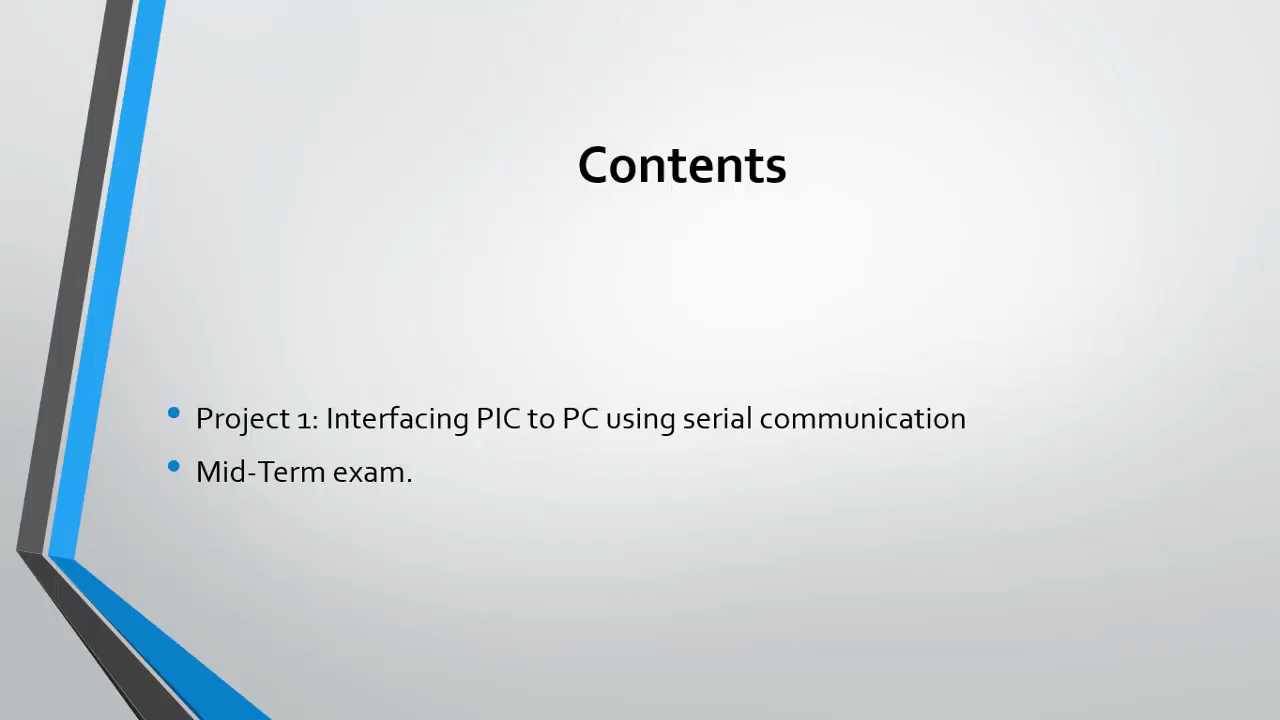 Contents
• Project 1: Interfacing PIC to PC using serial communication
• Mid-Term exam.